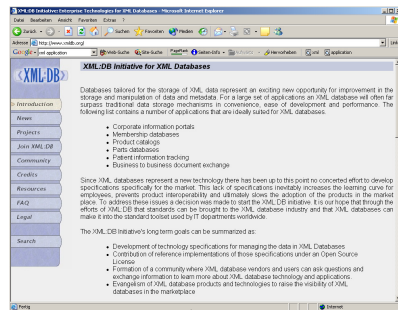 XML:DB Initiative: Enterprise Technologies for XML Databases - Microsoft Internet Explorer
Datei Bearbeiten Ansicht Favoriten Extras ?
Zurück Suchen Favoriten Medien
Adresse http://www.xmldb.org/
Google xml application Web-Suche Site-Suche PageRank Seiten-Info Hervorheben xml application
XML:DB
XML:DB Initiative for XML Databases
Introduction
News
Projects
Join XML:DB
Community
Credits
Resources
FAQ
Legal
Search
Databases tailored for the storage of XML data represent an exciting new opportunity for improvement in the
storage and manipulation of data and metadata. For a large set of applications an XML database will often far
surpass traditional data storage mechanisms in convenience, ease of development and performance. The
following list contains a number of applications that are ideally suited for XML databases.
• Corporate information portals
• Membership databases
• Product catalogs
• Parts databases
• Patient information tracking
• Business to business document exchange
Since XML databases represent a new technology there has been up to this point no concerted effort to develop
specifications specifically for the market. This lack of specifications inevitably increases the learning curve for
employees, prevents product interoperability and ultimately slows the adoption of the products in the market
place. To address these issues a decision was made to start the XML:DB initiative. It is our hope that through the
efforts of XML:DB that standards can be brought to the XML database industry and that XML databases can
make it into the standard toolset used by IT departments worldwide.
The XML:DB Initiative's long term goals can be summarized as:
• Development of technology specifications for managing the data in XML Databases
• Contribution of reference implementations of those specifications under an Open Source
License
• Formation of a community where XML database vendors and users can ask questions and
exchange information to learn more about XML database technology and applications.
• Evangelism of XML database products and technologies to raise the visibility of XML
databases in the marketplace
Fertig Internet